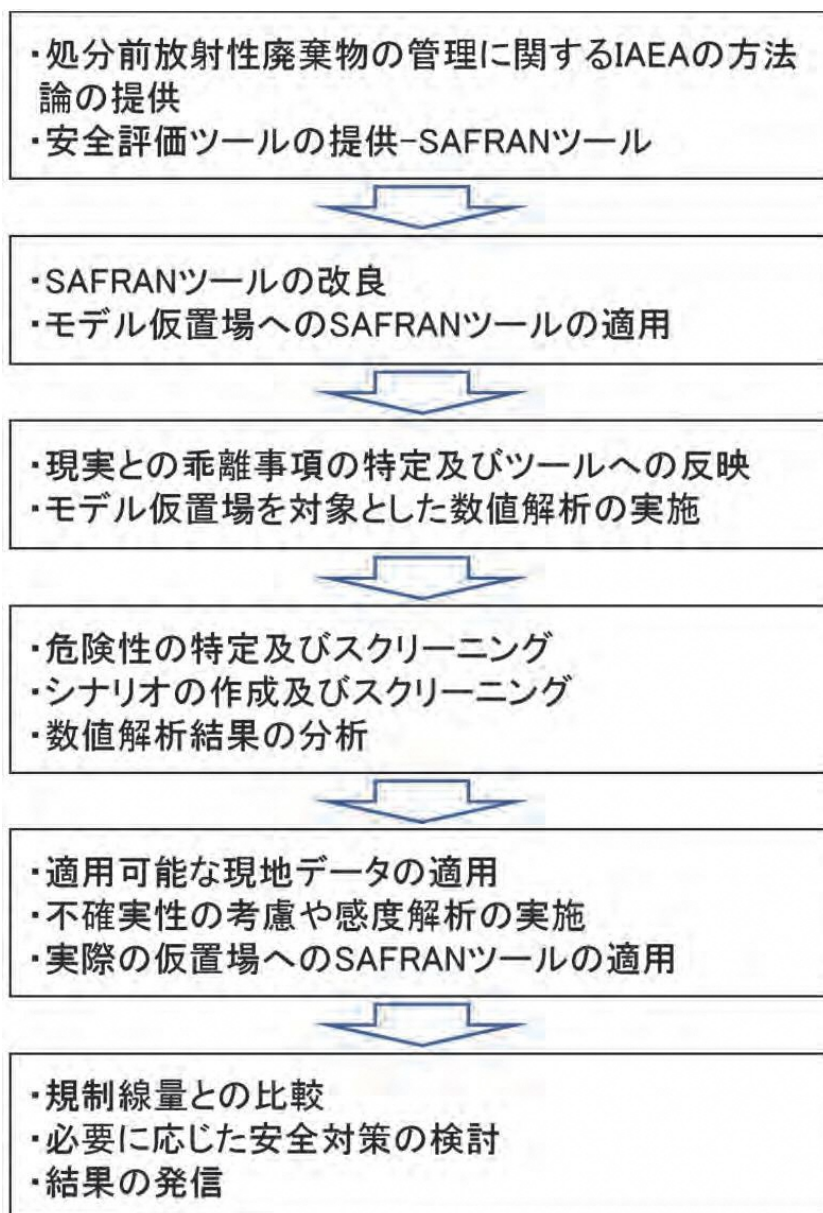 ・処分前放射性廃棄物の管理に関するIAEAの方法
論の提供
・安全評価ツールの提供-SAFRANツール
・SAFRANツールの改良
・モデル仮置場へのSAFRANツールの適用
・現実との乖離事項の特定及びツールへの反映
・モデル仮置場を対象とした数値解析の実施
・危険性の特定及びスクリーニング
・シナリオの作成及びスクリーニング
・数値解析結果の分析
・適用可能な現地データの適用
・不確実性の考慮や感度解析の実施
・実際の仮置場へのSAFRANツールの適用
・規制線量との比較
・必要に応じた安全対策の検討
・結果の発信